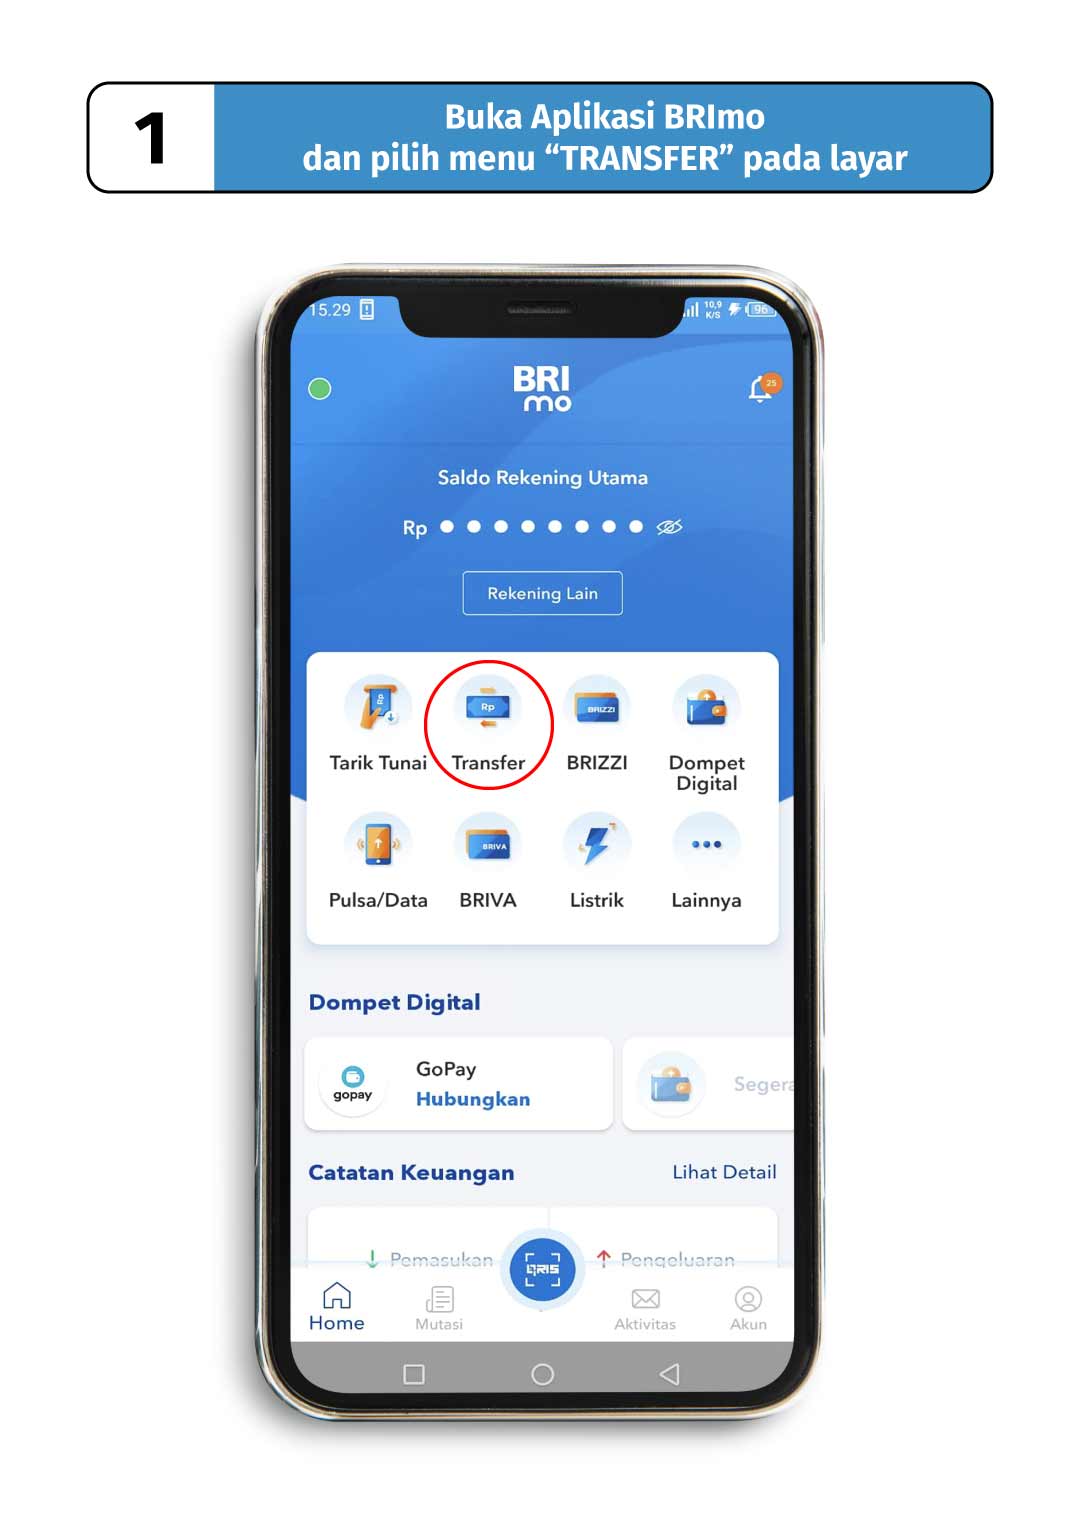 1
Buka Aplikasi BRImo
dan pilih menu “TRANSFER” pada layar
15.29
10,9
K/S
96
BRI
mo
25
Saldo Rekening Utama
Rp
Rekening Lain
Rp
Rp
BRIZZI
Tarik Tunai
Transfer
BRIZZI
Dompet
Digital
BRIVA
Pulsa/Data
BRIVA
Listrik
Lainnya
Dompet Digital
gopay
GoPay
Hubungkan
Segera
Catatan Keuangan
Lihat Detail
Pemasukan
Pengeluaran
QRIS
Home
Mutasi
Aktivitas
Akun